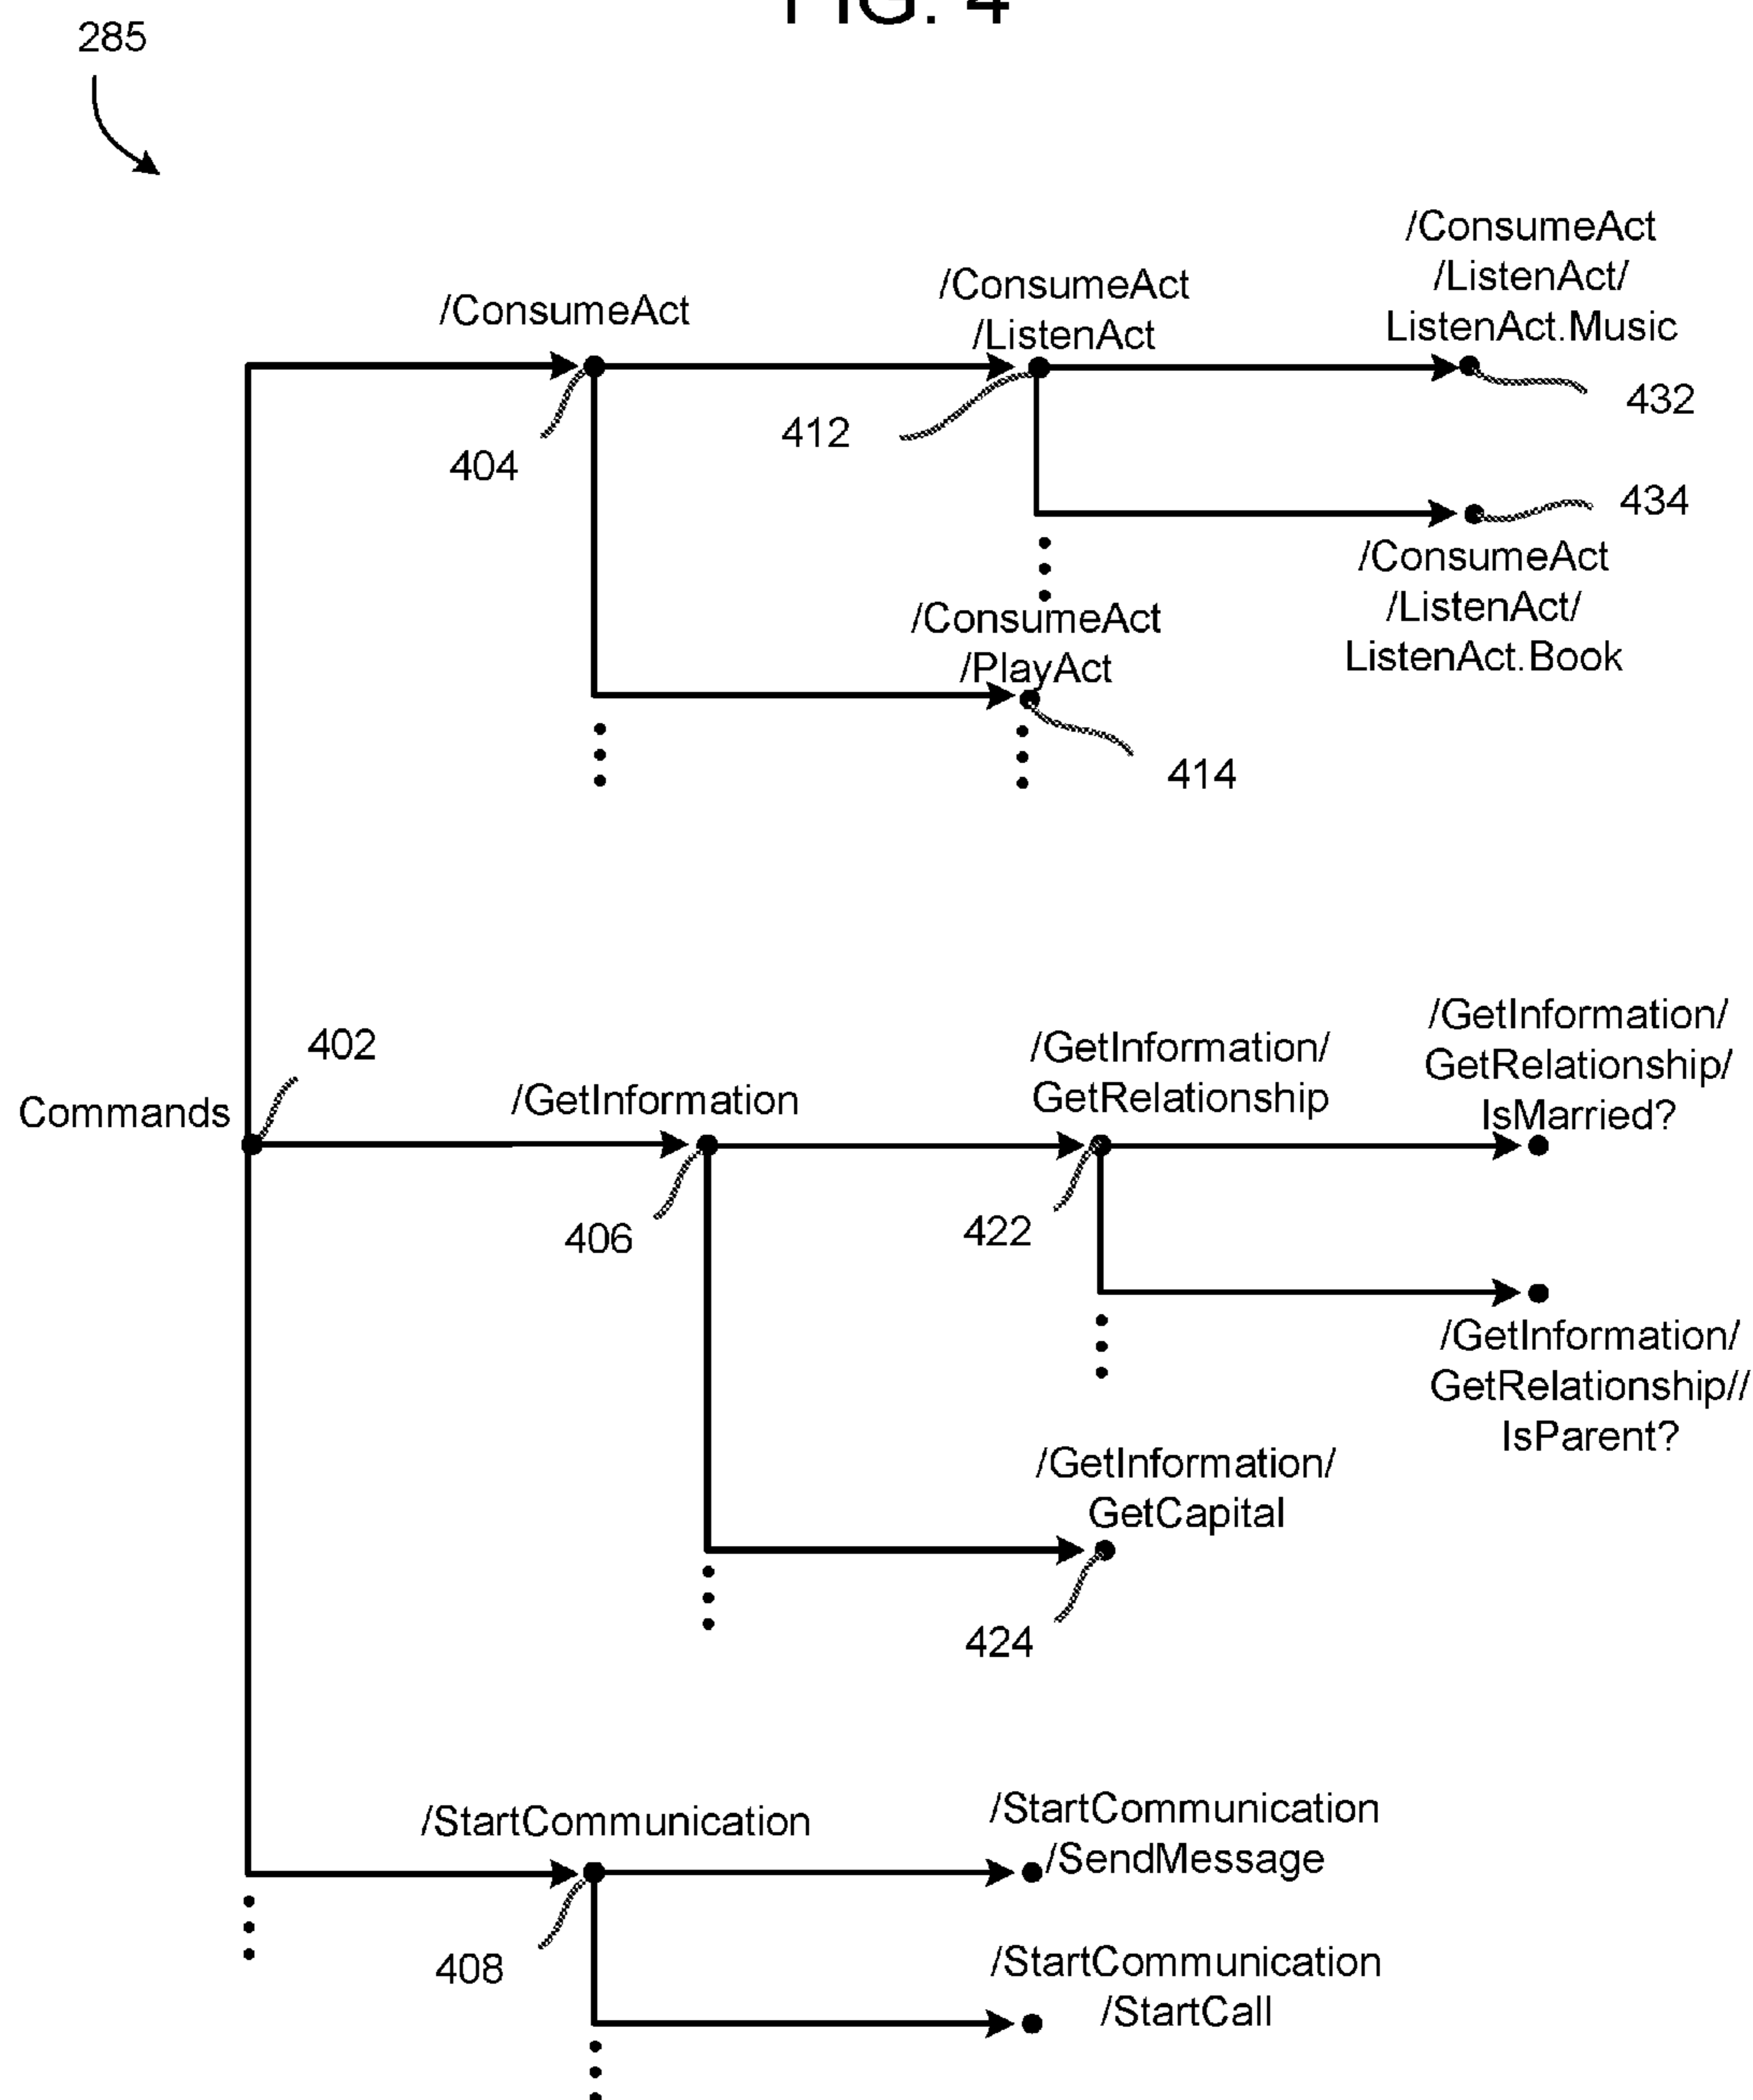 FIG. 4
285
/ConsumeAct
/ConsumeAct
/ListenAct
/ConsumeAct
/ListenAct/
ListenAct.Music
404
412
432
434
/ConsumeAct
/ListenAct/
ListenAct.Book
/ConsumeAct
/PlayAct
414
Commands
402
/GetInformation
/GetInformation/
GetRelationship
/GetInformation/
GetRelationship/
IsMarried?
406
422
/GetInformation/
GetRelationship//
IsParent?
/GetInformation/
GetCapital
424
/StartCommunication
/StartCommunication
/SendMessage
408
/StartCommunication
/StartCall